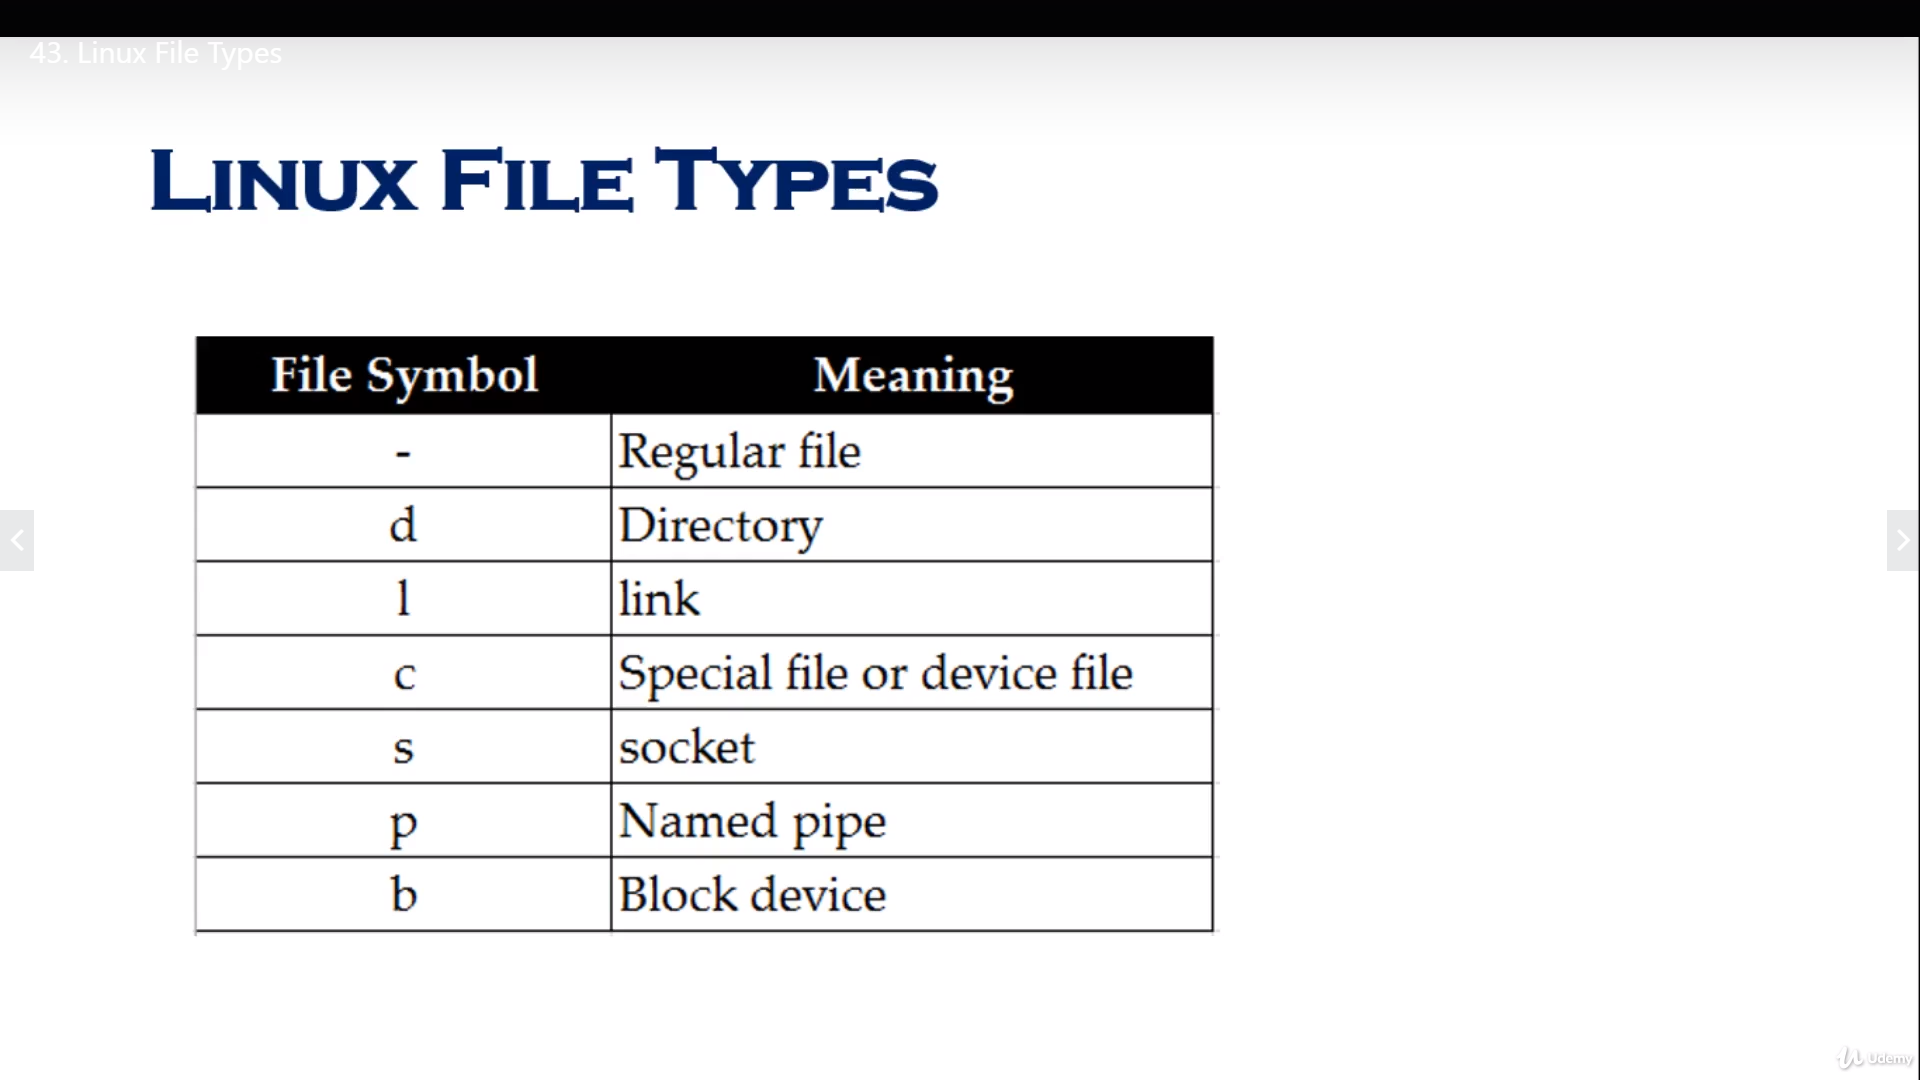 43. Linux File Types
LINUX FILE TYPES
File Symbol Meaning
- Regular file
d Directory
l link
c Special file or device file
s socket
p Named pipe
b Block device
Udemy